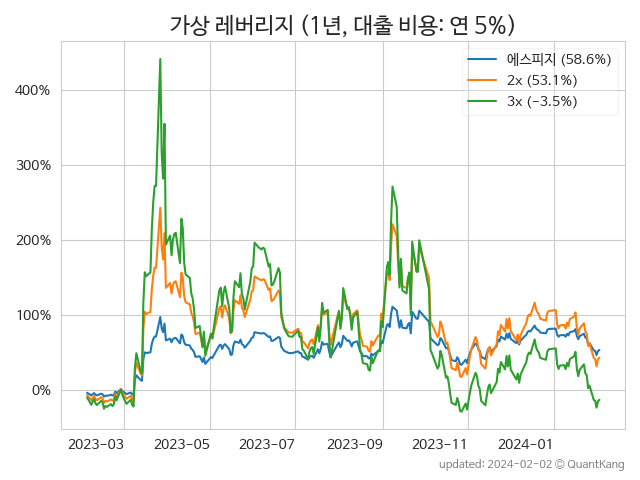 가상 레버리지 (1년, 대출 비용: 연 5%)
에스피지 (58.6%)
2x (53.1%)
3x (-3.5%)
400%
300%
200%
100%
0%
2023-03 2023-05 2023-07 2023-09 2023-11 2024-01
updated: 2024-02-02 © QuantKang